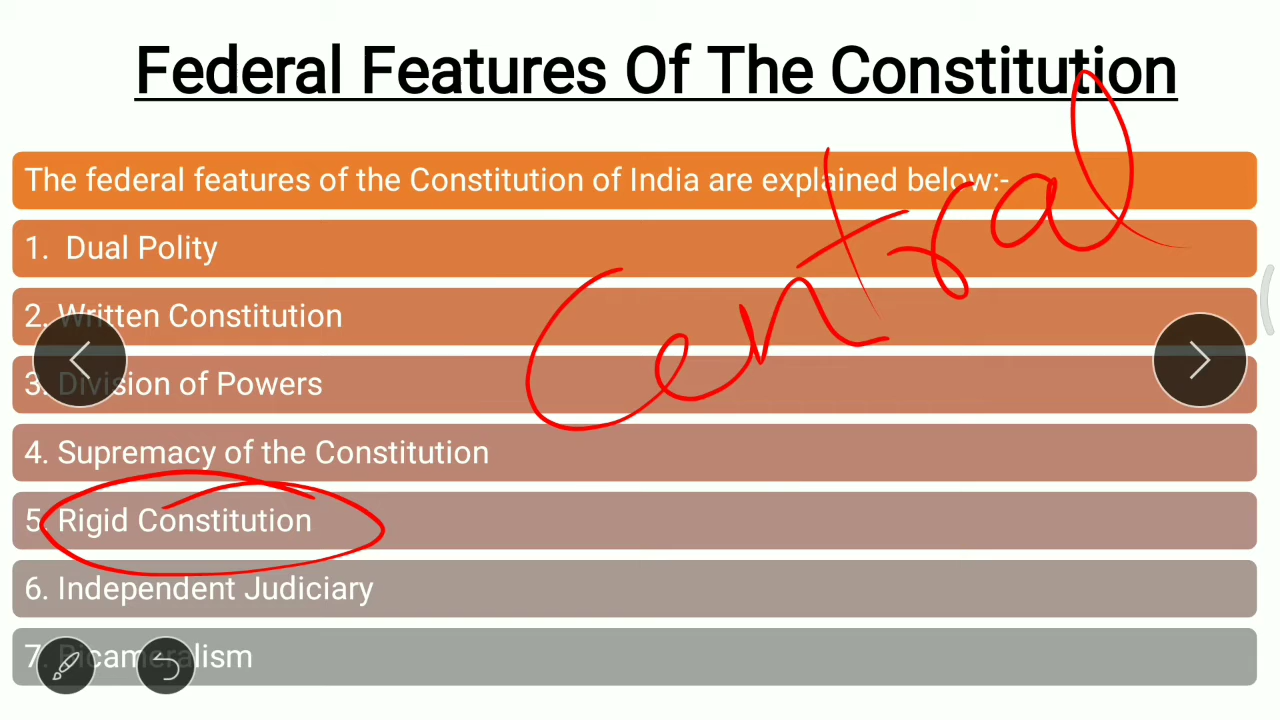 Federal Features Of The Constitution
The federal features of the Constitution of India are explained below:-
1. Dual Polity
2. Written Constitution
3. Division of Powers
4. Supremacy of the Constitution
5. Rigid Constitution
6. Independent Judiciary
7. Bicameralism
Central